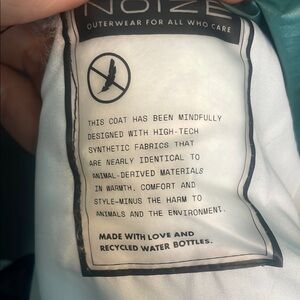 NOIZE
OUTERWEAR FOR ALL WHO CARE
THIS COAT HAS BEEN MINDFULLY
DESIGNED WITH HIGH-TECH
SYNTHETIC FABRICS THAT
ARE NEARLY IDENTICAL TO
ANIMAL-DERIVED MATERIALS
IN WARMTH, COMFORT AND
STYLE-MINUS THE HARM TO
ANIMALS AND THE ENVIRONMENT.
MADE WITH LOVE AND
RECYCLED WATER BOTTLES.